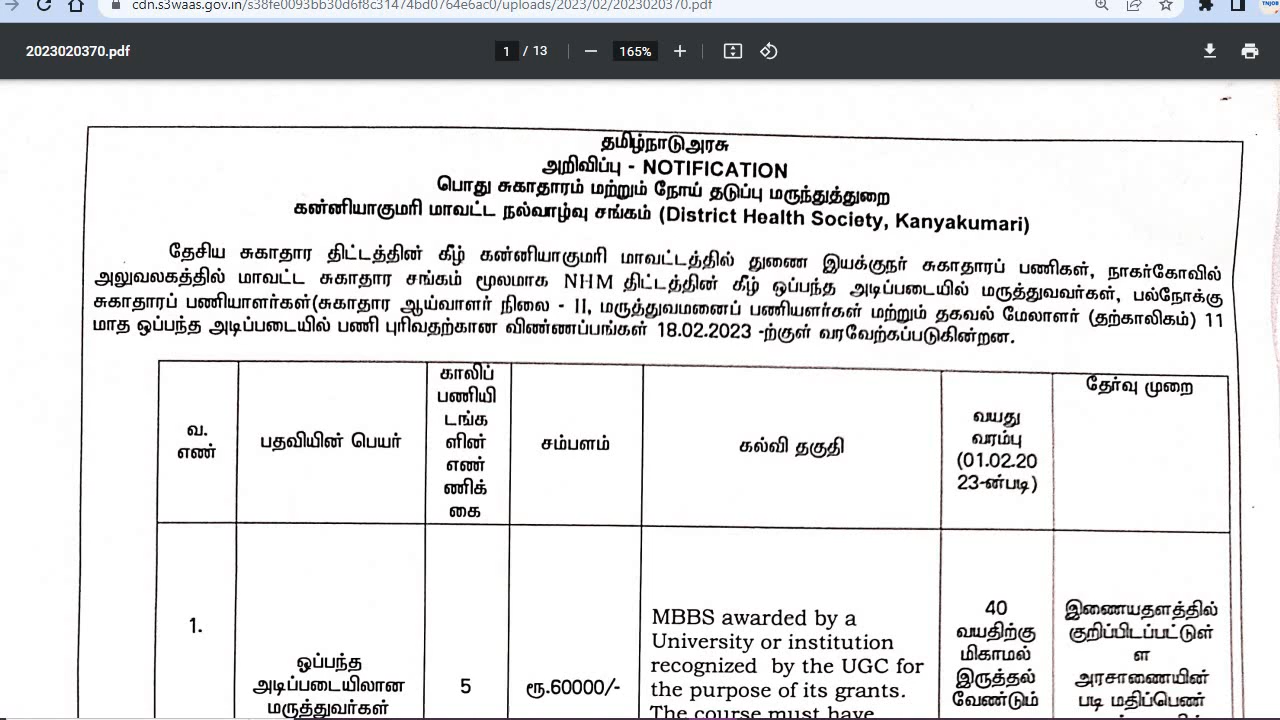 cdn.s3waas.gov.in/s38fe0093bb30d6f8c31474bd0764e6ac0/uploads/2023/02/2023020370.pdf
2023020370.pdf
1 / 13
165%
தமிழ்நாடுஅரசு
அறிவிப்பு - NOTIFICATION
பொது சுகாதாரம் மற்றும் நோய் தடுப்பு மருந்துத்துறை
கன்னியாகுமரி மாவட்ட நல்வாழ்வு சங்கம் (District Health Society, Kanyakumari)
தேசிய சுகாதார திட்டத்தின் கீழ் கன்னியாகுமரி மாவட்டத்தில் துணை இயக்குநர் சுகாதாரப் பணிகள், நாகர்கோவில்
அலுவலகத்தில் மாவட்ட சுகாதார சங்கம் மூலமாக NHM திட்டத்தின் கீழ் ஒப்பந்த அடிப்படையில் மருத்துவவர்கள், பல்நோக்கு
சுகாதாரப் பணியாளர்கள்(சுகாதார ஆய்வாளர் நிலை - II, மருத்துவமனைப் பணியளர்கள் மற்றும் தகவல் மேலாளர் (தற்காலிகம்) 11
மாத ஒப்பந்த அடிப்படையில் பணி புரிவதற்கான விண்ணப்பங்கள் 18.02.2023 -ற்குள் வரவேற்கப்படுகின்றன.
வ.
எண்
பதவியின் பெயர்
காலிப்
பணியி
டங்க
ளின்
எண்
ணிக்
கை
சம்பளம்
கல்வி தகுதி
வயது
வரம்பு
(01.02.20
23-ன்படி)
தேர்வு முறை
1.
ஒப்பந்த
அடிப்படையிலான
மருத்துவர்கள்
5
ரூ.60000/-
MBBS awarded by a
University or institution
recognized by the UGC for
the purpose of its grants.
The course must have
40
வயதிற்கு
மிகாமல்
இருத்தல்
வேண்டும்
இணையதளத்தில்
குறிப்பிடப்பட்டுள்
ள
அரசாணையின்
படி மதிப்பெண்